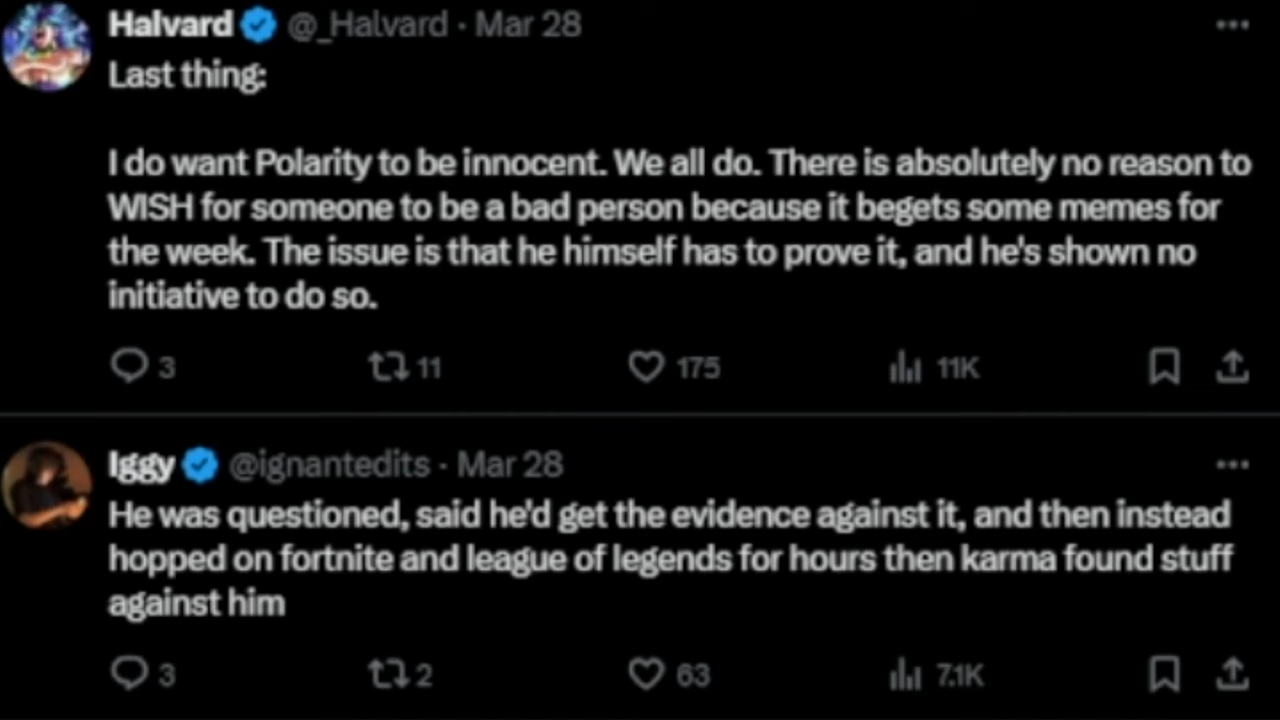 Halvard @_Halvard · Mar 28
Last thing:
I do want Polarity to be innocent. We all do. There is absolutely no reason to
WISH for someone to be a bad person because it begets some memes for
the week. The issue is that he himself has to prove it, and he's shown no
initiative to do so.
3 11 175 11K
Iggy @ignantedits · Mar 28
He was questioned, said he'd get the evidence against it, and then instead
hopped on fortnite and league of legends for hours then karma found stuff
against him
3 2 63 7.1K